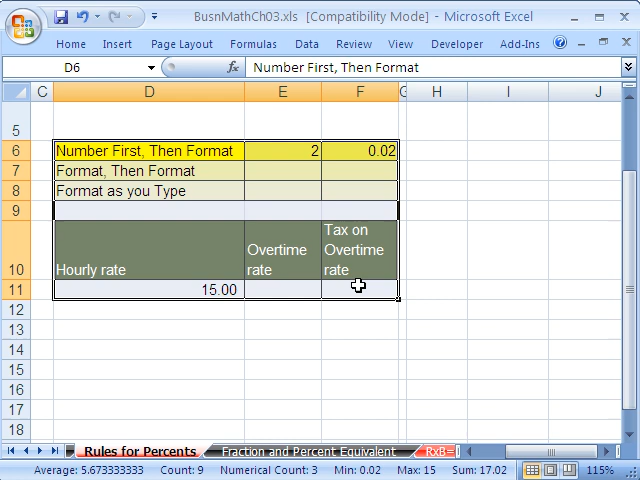 BusnMathCh03.xls [Compatibility Mode] - Microsoft Excel
Home Insert Page Layout Formulas Data Review View Developer Add-Ins
D6 fx Number First, Then Format
C D E F G H I J
5
6 Number First, Then Format 2 0.02
7 Format, Then Format
8 Format as you Type
9
Tax on
Overtime Overtime
10 Hourly rate rate rate
11 15.00
12
13
14
15
16
17
18
Rules for Percents Fraction and Percent Equivalent RxB=
Average: 5.673333333 Count: 9 Numerical Count: 3 Min: 0.02 Max: 15 Sum: 17.02 115%